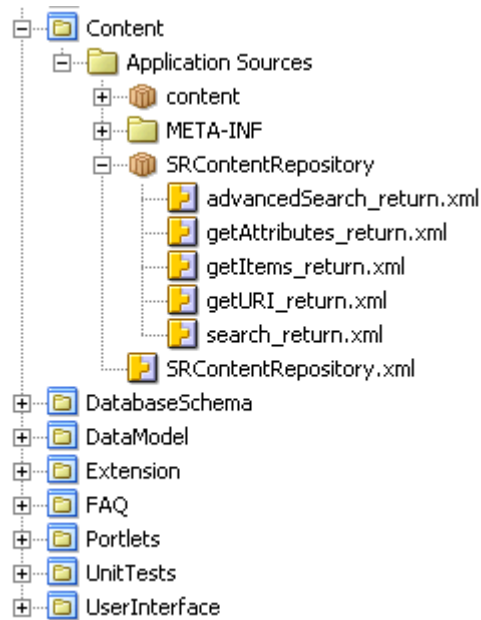 Content
Application Sources
content
META-INF
SRContentRepository
advancedSearch_return.xml
getAttributes_return.xml
getItems_return.xml
getURI_return.xml
search_return.xml
SRContentRepository.xml
DatabaseSchema
DataModel
Extension
FAQ
Portlets
UnitTests
UserInterface